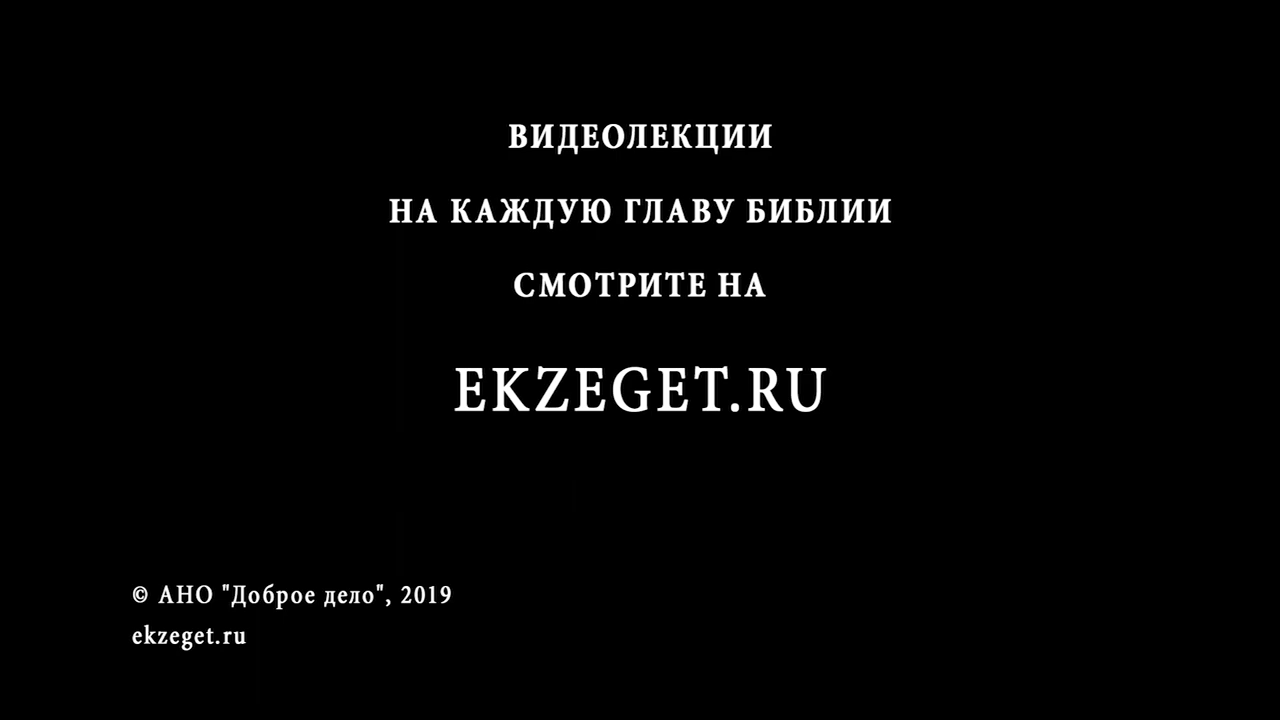 ВИДЕОЛЕКЦИИ
НА КАЖДУЮ ГЛАВУ БИБЛИИ
СМОТРИТЕ НА
EKZEGET.RU
© АНО "Доброе дело", 2019
ekzeget.ru